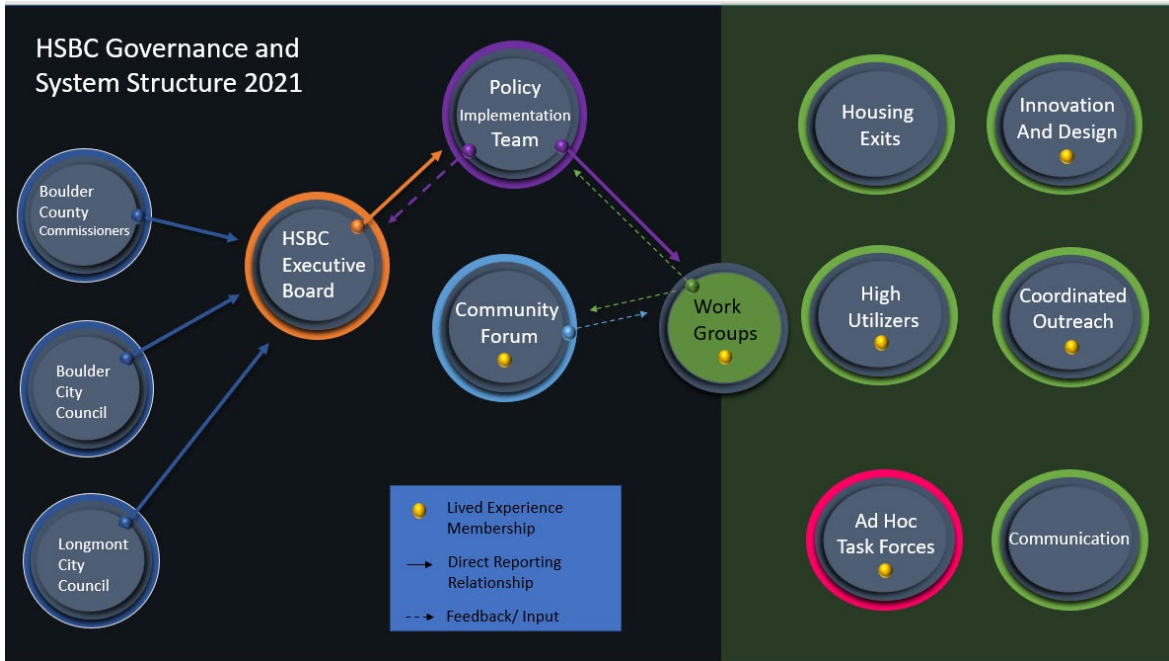 HSBC Governance and
System Structure 2021
Boulder
County
Commissioners
Boulder
City
Council
Longmont
City
Council
HSBC
Executive
Board
Policy
Implementation
Team
Community
Forum
Work
Groups
Housing
Exits
Innovation
And Design
High
Utilizers
Coordinated
Outreach
Ad Hoc
Task Forces
Communication
Lived Experience
Membership
Direct Reporting
Relationship
Feedback/ Input